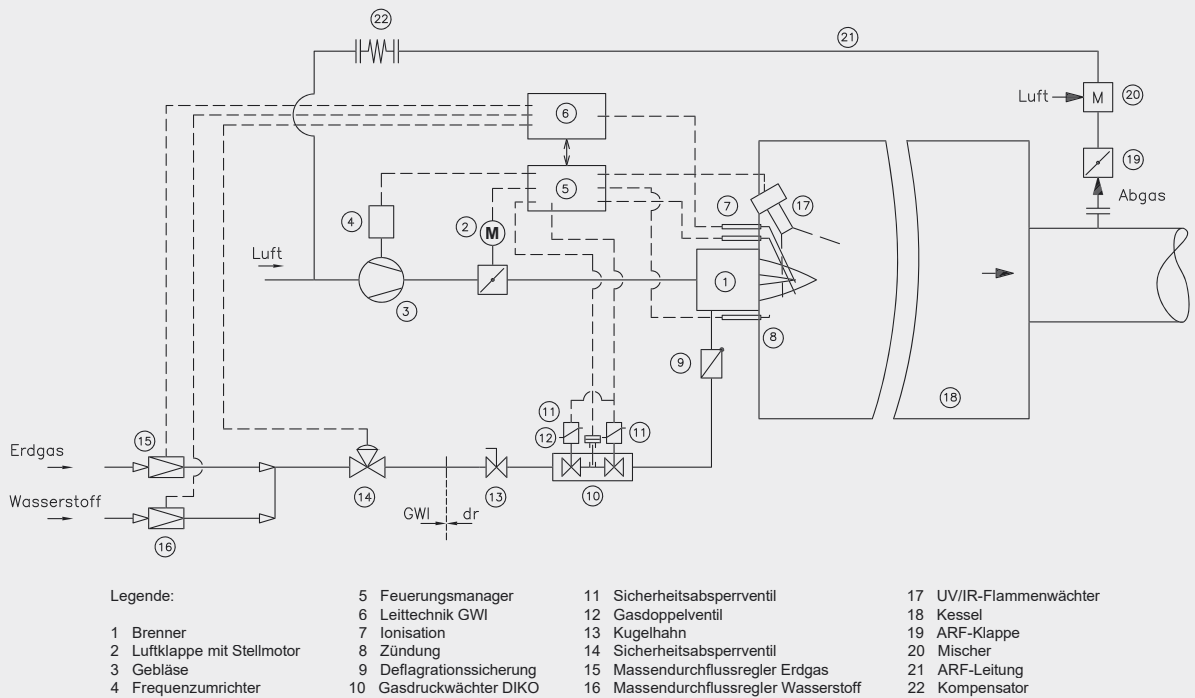 22
21
Luft
M
20
6
19
5
Abgas
7
17
4
2
M
Luft
1
3
8
9
18
11
12
11
Erdgas
15
Wasserstoff
14
13
10
GWI
dr
16
Legende:
1 Brenner
2 Luftklappe mit Stellmotor
3 Gebläse
4 Frequenzumrichter
5 Feuerungsmanager
6 Leittechnik GWI
7 Ionisation
8 Zündung
9 Deflagrationssicherung
10 Gasdruckwächter DIKO
11 Sicherheitsabsperrventil
12 Gasdoppelventil
13 Kugelhahn
14 Sicherheitsabsperrventil
15 Massendurchflussregler Erdgas
16 Massendurchflussregler Wasserstoff
17 UV/IR-Flammenwächter
18 Kessel
19 ARF-Klappe
20 Mischer
21 ARF-Leitung
22 Kompensator